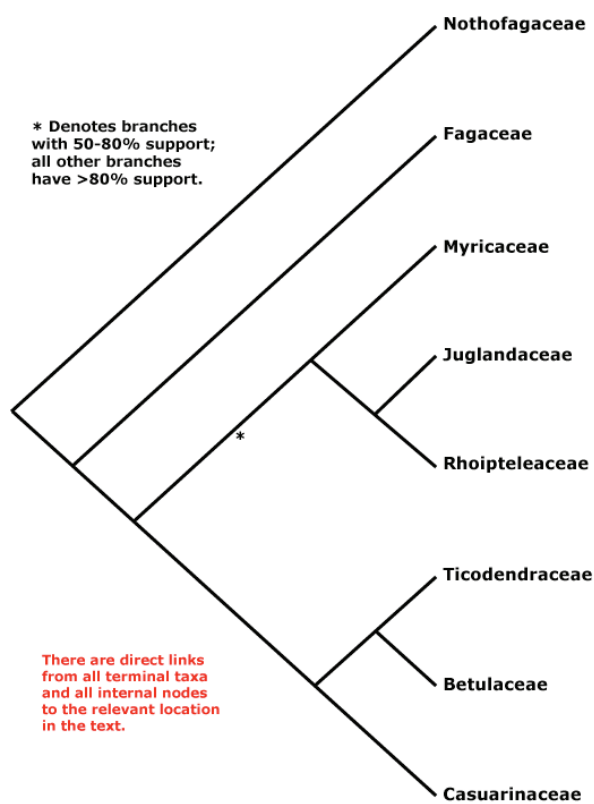 Nothofagaceae
* Denotes branches
with 50-80% support;
all other branches
have >80% support.
Fagaceae
Myricaceae
Juglandaceae
*
Rhoipteleaceae
Ticodendraceae
There are direct links
from all terminal taxa
and all internal nodes
to the relevant location
in the text.
Betulaceae
Casuarinaceae